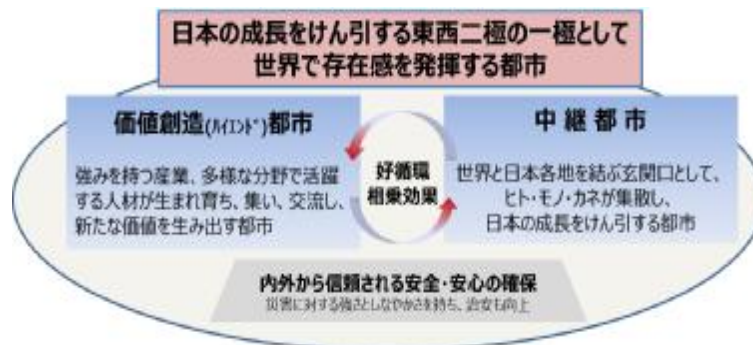 日本の成長をけん引する東西二極の一極として
世界で存在感を発揮する都市
価値創造(ﾊｲｴﾝﾄﾞ)都市
強みを持つ産業、多様な分野で活躍
する人材が生まれ育ち、集い、交流し、
新たな価値を生み出す都市
好循環
相乗効果
中継都市
世界と日本各地を結ぶ玄関口として、
ヒト・モノ・カネが集散し、
日本の成長をけん引する都市
内外から信頼される安全・安心の確保
災害に対する強さとしなやかさを持ち、治安も向上